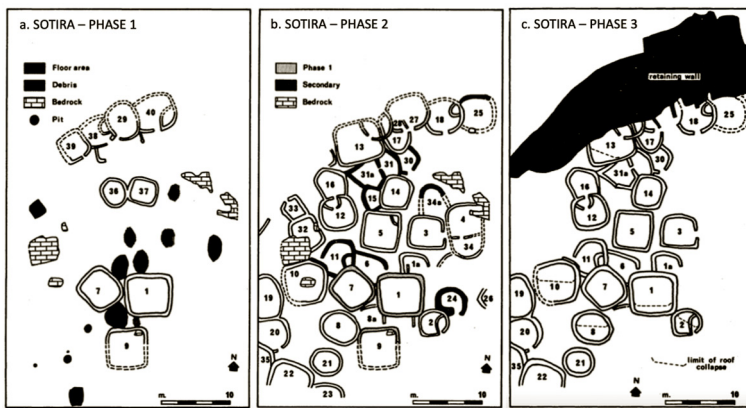 a. SOTIRA – PHASE 1
Floor area
Debris
Bedrock
Pit
40
29
38
39
36
37
7
1
9
N
m.
10
b. SOTIRA – PHASE 2
Phase 1
Secondary
Bedrock
25
27
18
28
17
13
31
30
31a
16
14
15
12
34a
33
32
5
3
4
34
11
6
1a
10
7
1
24
26
19
8
8a
2
20
9
35
21
22
23
N
m.
10
c. SOTIRA – PHASE 3
retaining wall
25
18
17
13
30
31a
16
14
12
5
3
11
6
1a
10
7
1
19
8
2
20
35
21
22
limit of roof
collapse
N
m.
10